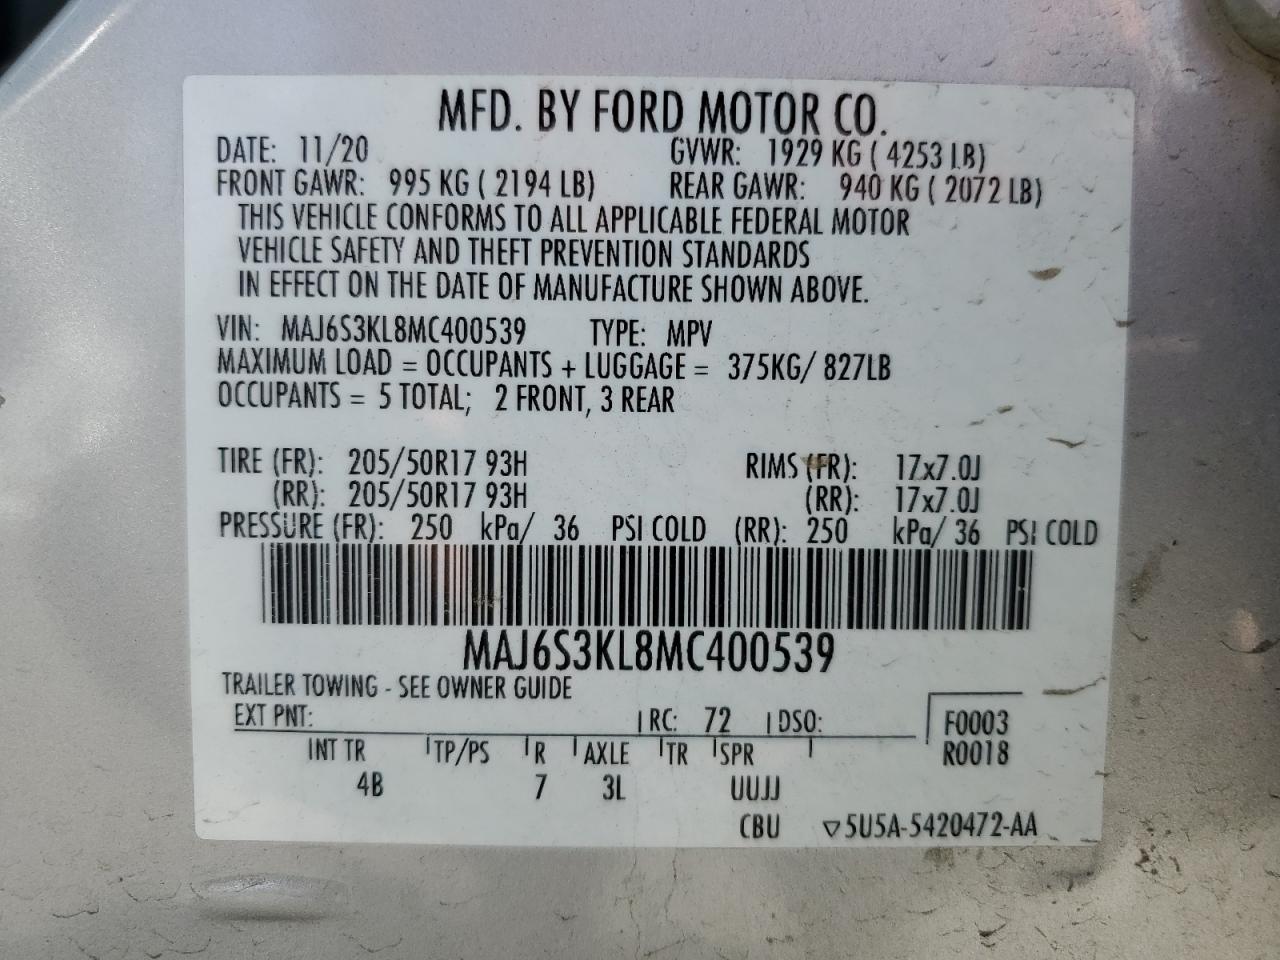 MFD. BY FORD MOTOR CO.
DATE: 11/20 GVWR: 1929 KG ( 4253 LB)
FRONT GAWR: 995 KG ( 2194 LB) REAR GAWR: 940 KG ( 2072 LB)
THIS VEHICLE CONFORMS TO ALL APPLICABLE FEDERAL MOTOR
VEHICLE SAFETY AND THEFT PREVENTION STANDARDS
IN EFFECT ON THE DATE OF MANUFACTURE SHOWN ABOVE.
VIN: MAJ6S3KL8MC400539 TYPE: MPV
MAXIMUM LOAD = OCCUPANTS + LUGGAGE = 375KG/ 827LB
OCCUPANTS = 5 TOTAL; 2 FRONT, 3 REAR
TIRE (FR): 205/50R17 93H RIMS (FR): 17x7.0J
(RR): 205/50R17 93H (RR): 17x7.0J
PRESSURE (FR): 250 kPa/ 36 PSI COLD (RR): 250 kPa/ 36 PSI COLD
MAJ6S3KL8MC400539
TRAILER TOWING - SEE OWNER GUIDE
EXT PNT: RC: 72 DSO: F0003
INT TR TP/PS R AXLE TR SPR R0018
4B 7 3L UUJJ
CBU ▽5U5A-5420472-AA